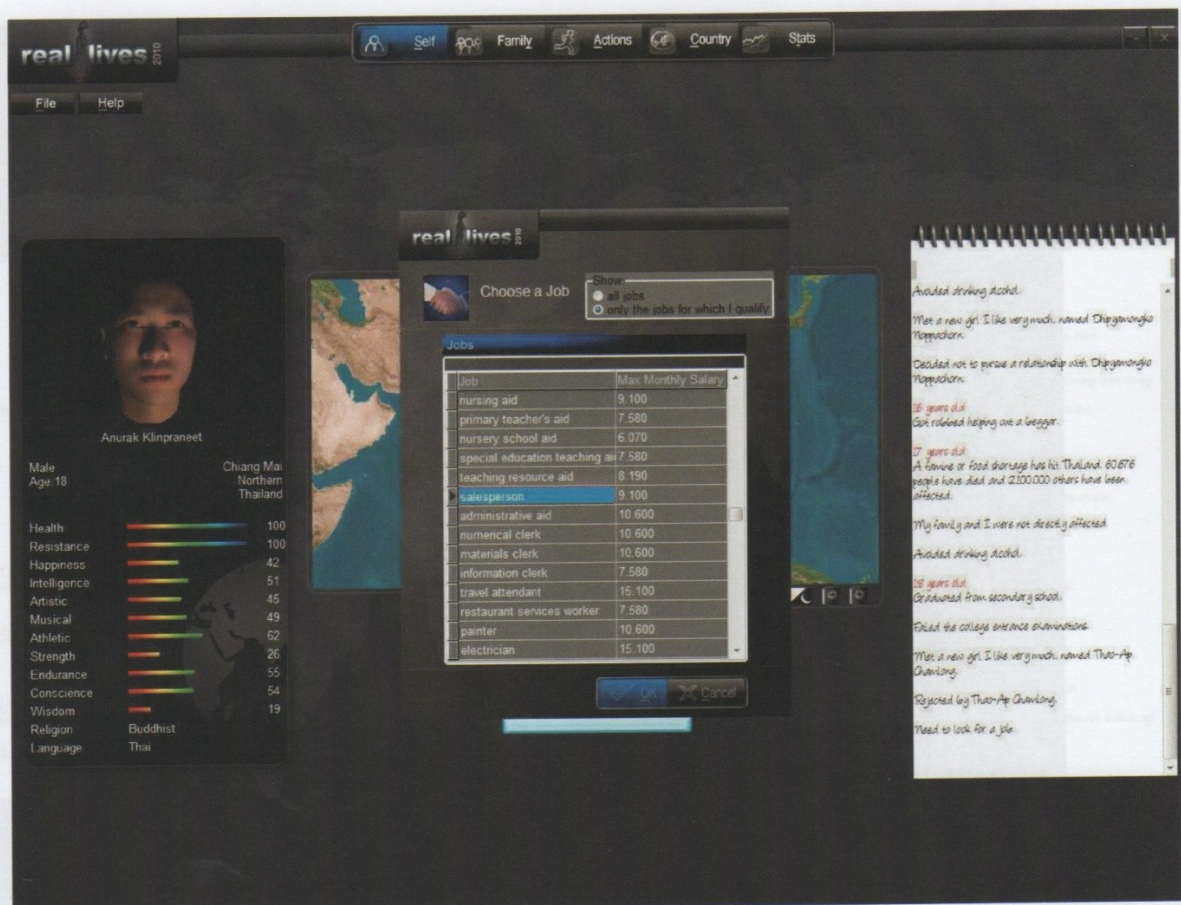 real lives 2010
Self Family Actions Country Stats
File Help
real lives 2010
Choose a Job
Show:
all jobs
only the jobs for which I qualify
Jobs
Job Max Monthly Salary
nursing aid 9.100
primary teacher's aid 7.580
nursery school aid 6.070
special education teaching aid 7.580
teaching resource aid 8.190
salesperson 9.100
administrative aid 10.600
numerical clerk 10.600
materials clerk 10.600
information clerk 7.580
travel attendant 15.100
restaurant services worker 7.580
painter 10.600
electrician 15.100
OK Cancel
Anurak Klinpraneet
Male Chiang Mai
Age: 18 Northern
Thailand
Health 100
Resistance 100
Happiness 42
Intelligence 51
Artistic 45
Musical 49
Athletic 62
Strength 26
Endurance 55
Conscience 54
Wisdom 19
Religion Buddhist
Language Thai
Avoided drinking alcohol.
Met a new girl I like very much, named Dhipyamongko
Noppachorn.
Decided not to pursue a relationship with Dhipyamongko
Noppachorn.
16 years old:
Got robbed helping out a beggar.
17 years old:
A famine or food shortage has hit Thailand. 60,676
people have died and 2,100,000 others have been
affected.
My family and I were not directly affected.
Avoided drinking alcohol.
18 years old:
Graduated from secondary school.
Failed the college entrance examinations.
Met a new girl I like very much, named Thao-Ap
Chamlong.
Rejected by Thao-Ap Chamlong.
Need to look for a job.